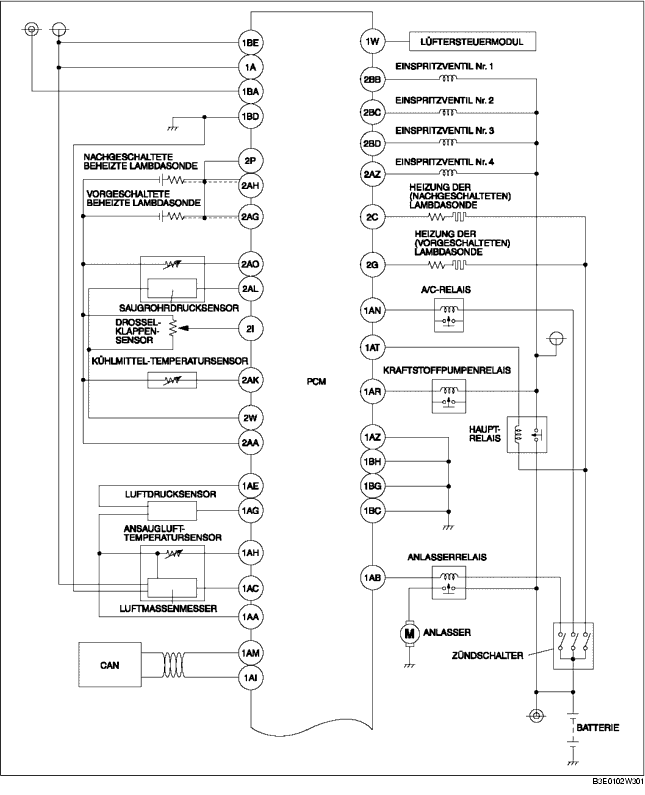 1BE
1A
1BA
1BD
NACHGESCHALTETE
BEHEIZTE LAMBDASONDE
2P
2AH
VORGESCHALTETE
BEHEIZTE LAMBDASONDE
2AG
2AO
2AL
SAUGROHRDRUCKSENSOR
DROSSEL-
KLAPPEN-
SENSOR
2I
KÜHLMITTEL-TEMPERATURSENSOR
2AK
2W
2AA
1AE
LUFTDRUCKSENSOR
1AG
ANSAUGLUFT-
TEMPERATURSENSOR
1AH
1AC
LUFTMASSENMESSER
1AA
CAN
1AM
1AI
PCM
1W
LÜFTERSTEUERMODUL
EINSPRITZVENTIL Nr. 1
2BB
EINSPRITZVENTIL Nr. 2
2BC
EINSPRITZVENTIL Nr. 3
2BD
EINSPRITZVENTIL Nr. 4
2AZ
HEIZUNG DER
(NACHGESCHALTETEN)
LAMBDASONDE
2C
HEIZUNG DER
(VORGESCHALTETEN)
LAMBDASONDE
2G
A/C-RELAIS
1AN
1AT
KRAFTSTOFFPUMPENRELAIS
1AR
HAUPT-
RELAIS
1AZ
1BH
1BG
1BC
ANLASSERRELAIS
1AB
M
ANLASSER
ZÜNDSCHALTER
BATTERIE
B3E0102W301